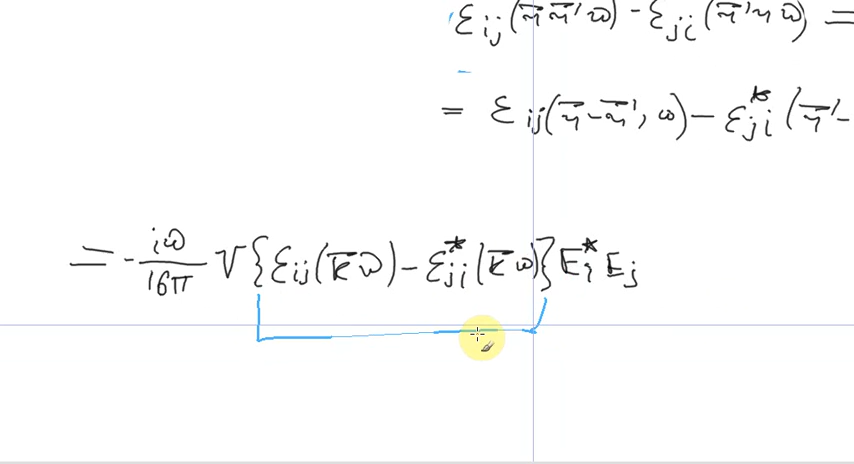 ε_ij(r̄ r̄' ω) - ε_ji(r̄' r ω) =
= ε_ij(r̄-r̄', ω) - ε*_ji(r̄'-
= - iω/16π V{ε_ij(k̄ω) - ε*_ji(k̄ω)}E*_i E_j